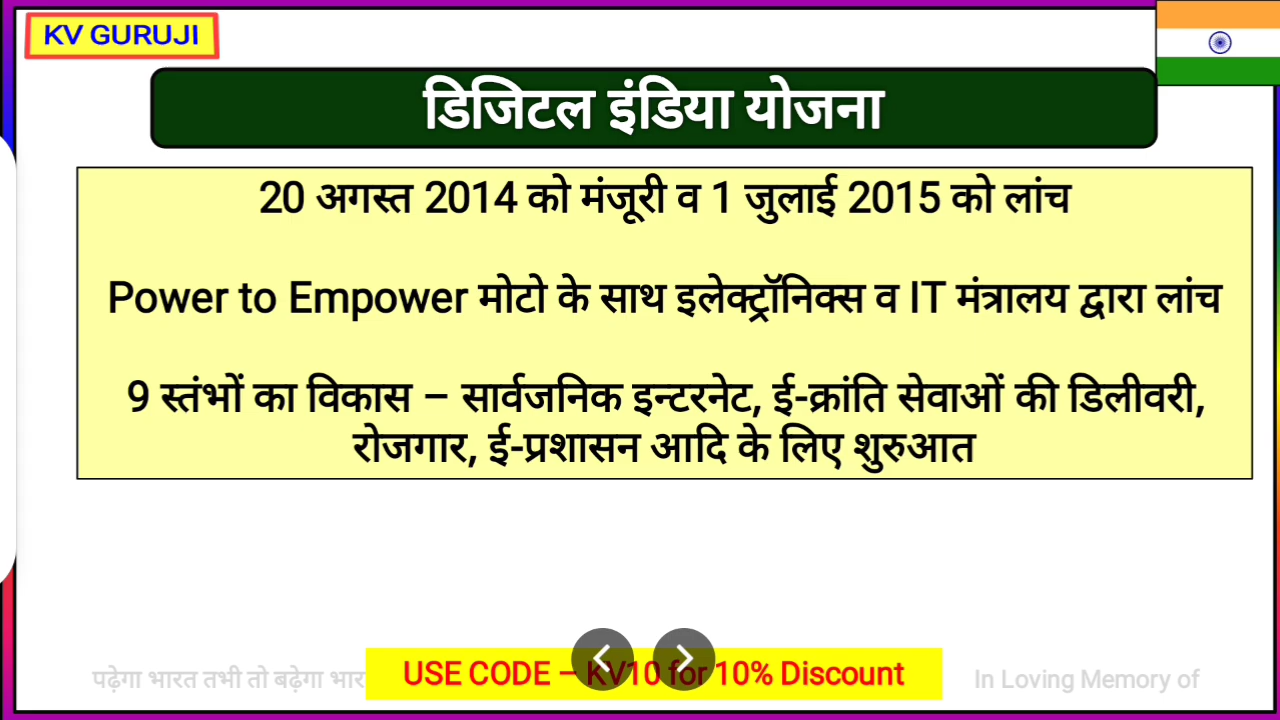 KV GURUJI
डिजिटल इंडिया योजना
20 अगस्त 2014 को मंजूरी व 1 जुलाई 2015 को लांच
Power to Empower मोटो के साथ इलेक्ट्रॉनिक्स व IT मंत्रालय द्वारा लांच
9 स्तंभों का विकास – सार्वजनिक इन्टरनेट, ई-क्रांति सेवाओं की डिलीवरी,
रोजगार, ई-प्रशासन आदि के लिए शुरुआत
पढ़ेगा भारत तभी तो बढ़ेगा भार
USE CODE – KV10 for 10% Discount
In Loving Memory of